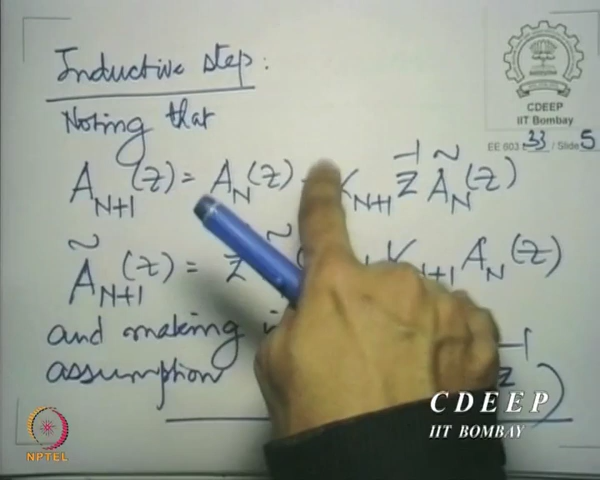 Inductive step:
CDEEP
IIT Bombay
EE 603 33 / Slide 5
Noting that
A_{N+1}(z) = A_N(z) K_{N+1} z^{-1} Ã_N(z)
Ã_{N+1}(z) = z K_{N+1} A_N(z)
and making
assumption z^{-1})
CDEEP
IIT BOMBAY
NPTEL